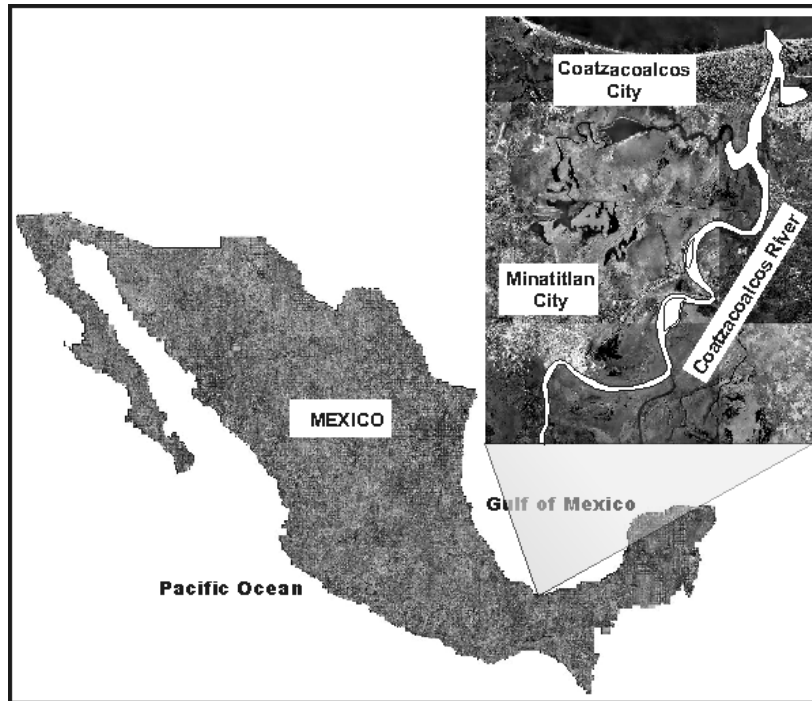 Coatzacoalcos
City
Minatitlan
City
Coatzacoalcos River
MEXICO
Gulf of Mexico
Pacific Ocean